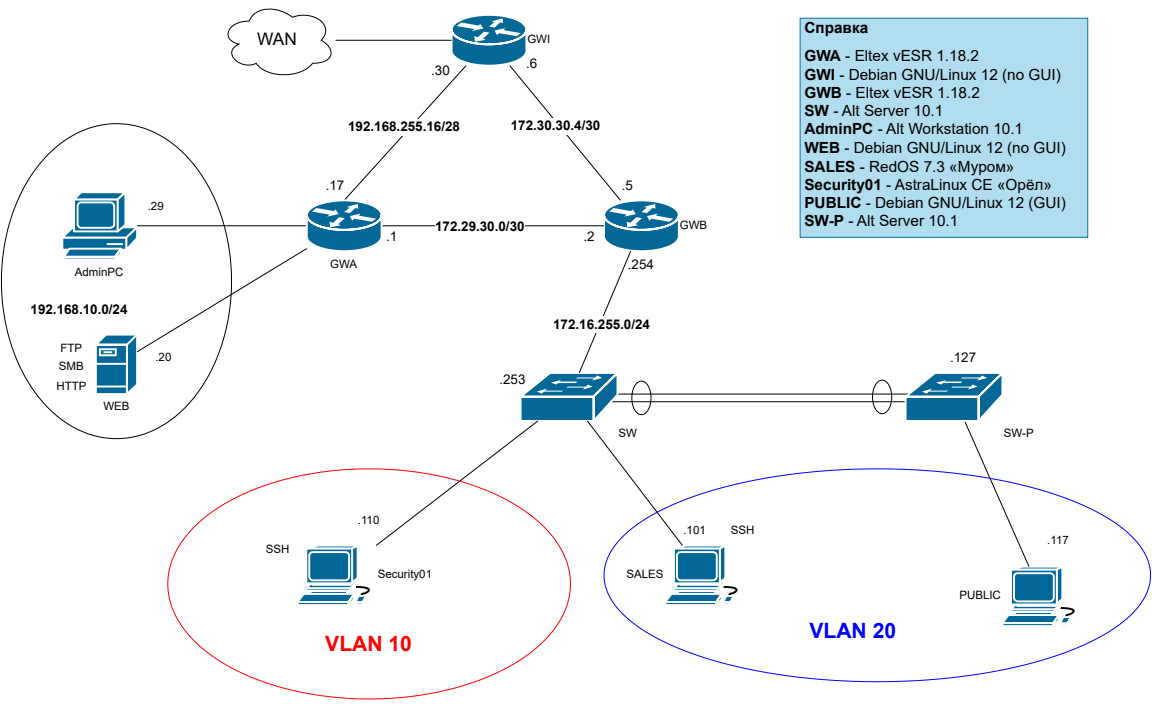 WAN
GWI
.30
.6
192.168.255.16/28
172.30.30.4/30
Справка
GWA - Eltex vESR 1.18.2
GWI - Debian GNU/Linux 12 (no GUI)
GWB - Eltex vESR 1.18.2
SW - Alt Server 10.1
AdminPC - Alt Workstation 10.1
WEB - Debian GNU/Linux 12 (no GUI)
SALES - RedOS 7.3 «Муром»
Security01 - AstraLinux CE «Орёл»
PUBLIC - Debian GNU/Linux 12 (GUI)
SW-P - Alt Server 10.1
.17
.5
.29
.1
172.29.30.0/30
.2
GWB
GWA
.254
AdminPC
192.168.10.0/24
172.16.255.0/24
FTP
SMB
HTTP
.20
WEB
.253
.127
SW
SW-P
.110
SSH
Security01
VLAN 10
.101
SSH
SALES
.117
PUBLIC
VLAN 20